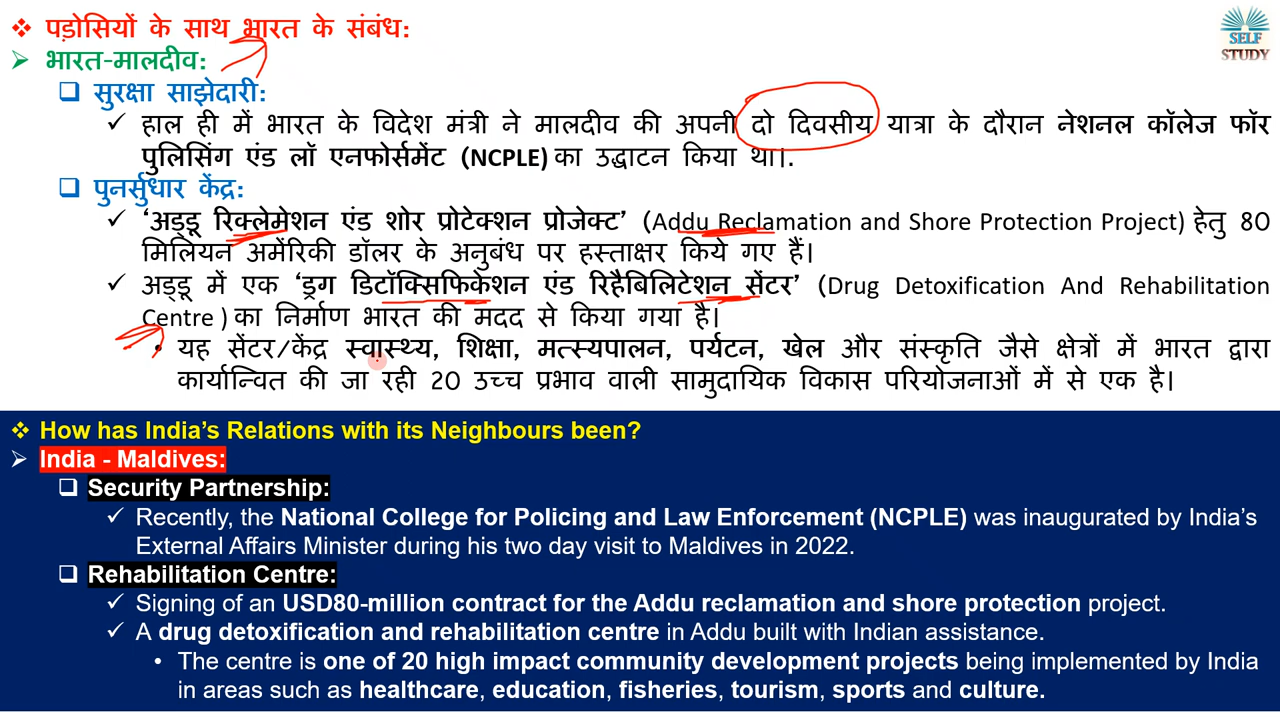 ❖ पड़ोसियों के साथ भारत के संबंध:
SELF
STUDY
➢ भारत-मालदीव:
❑ सुरक्षा साझेदारी:
✓ हाल ही में भारत के विदेश मंत्री ने मालदीव की अपनी दो दिवसीय यात्रा के दौरान नेशनल कॉलेज फॉर
पुलिसिंग एंड लॉ एनफोर्समेंट (NCPLE) का उद्घाटन किया था।.
❑ पुनर्सुधार केंद्र:
✓ ‘अड्डू रिक्लेमेशन एंड शोर प्रोटेक्शन प्रोजेक्ट’ (Addu Reclamation and Shore Protection Project) हेतु 80
मिलियन अमेंरिकी डॉलर के अनुबंध पर हस्ताक्षर किये गए हैं।
✓ अड्डू में एक ‘ड्रग डिटॉक्सिफिकेशन एंड रिहैबिलिटेशन सेंटर’ (Drug Detoxification And Rehabilitation
Centre ) का निर्माण भारत की मदद से किया गया है।
• यह सेंटर/केंद्र स्वास्थ्य, शिक्षा, मत्स्यपालन, पर्यटन, खेल और संस्कृति जैसे क्षेत्रों में भारत द्वारा
कार्यान्वित की जा रही 20 उच्च प्रभाव वाली सामुदायिक विकास परियोजनाओं में से एक है।
❖ How has India’s Relations with its Neighbours been?
➢ India - Maldives:
❑ Security Partnership:
✓ Recently, the National College for Policing and Law Enforcement (NCPLE) was inaugurated by India’s
External Affairs Minister during his two day visit to Maldives in 2022.
❑ Rehabilitation Centre:
✓ Signing of an USD80-million contract for the Addu reclamation and shore protection project.
✓ A drug detoxification and rehabilitation centre in Addu built with Indian assistance.
• The centre is one of 20 high impact community development projects being implemented by India
in areas such as healthcare, education, fisheries, tourism, sports and culture.